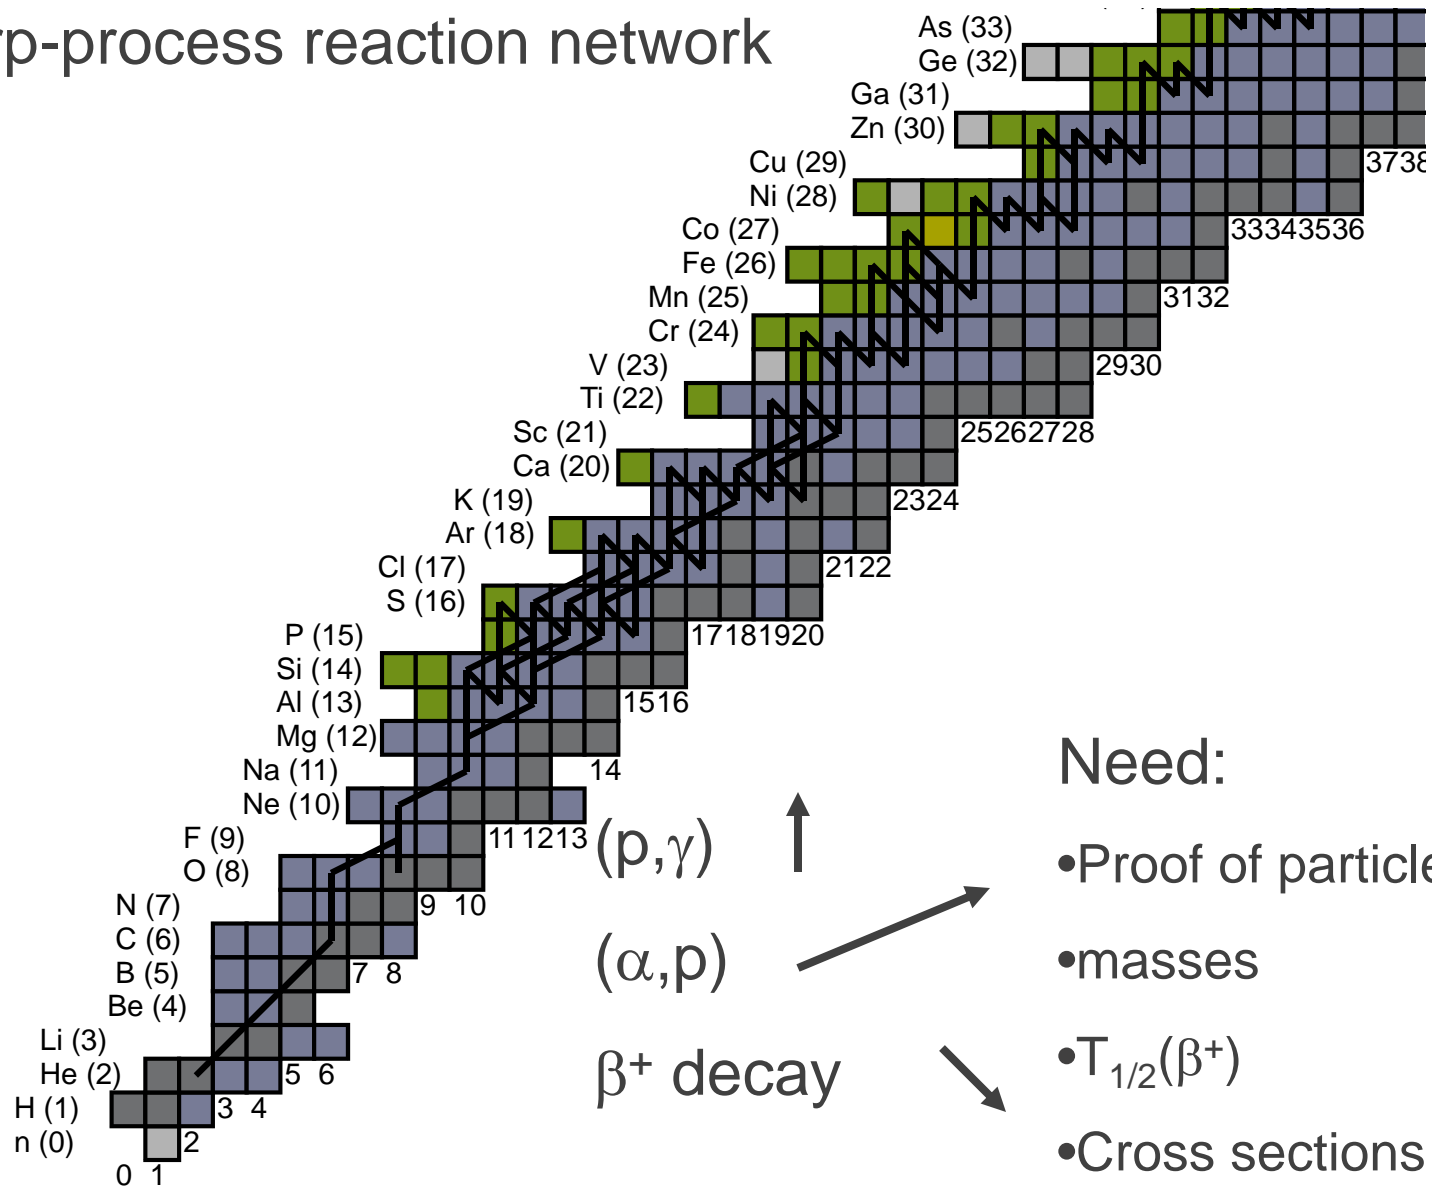 rp-process reaction network
As (33)
Ge (32)
Ga (31)
Zn (30)
Cu (29)
3738
Ni (28)
Co (27)
33343536
Fe (26)
Mn (25)
3132
Cr (24)
V (23)
2930
Ti (22)
Sc (21)
25262728
Ca (20)
K (19)
2324
Ar (18)
Cl (17)
2122
S (16)
P (15)
17181920
Si (14)
Al (13)
1516
Mg (12)
Na (11)
14
Ne (10)
F (9)
11 12 13
O (8)
N (7)
9 10
C (6)
B (5)
7 8
Be (4)
Li (3)
He (2)
5 6
H (1)
3 4
n (0)
2
0 1
(p,γ)
(α,p)
β+ decay
Need:
•Proof of particle
•masses
•T1/2(β+)
•Cross sections